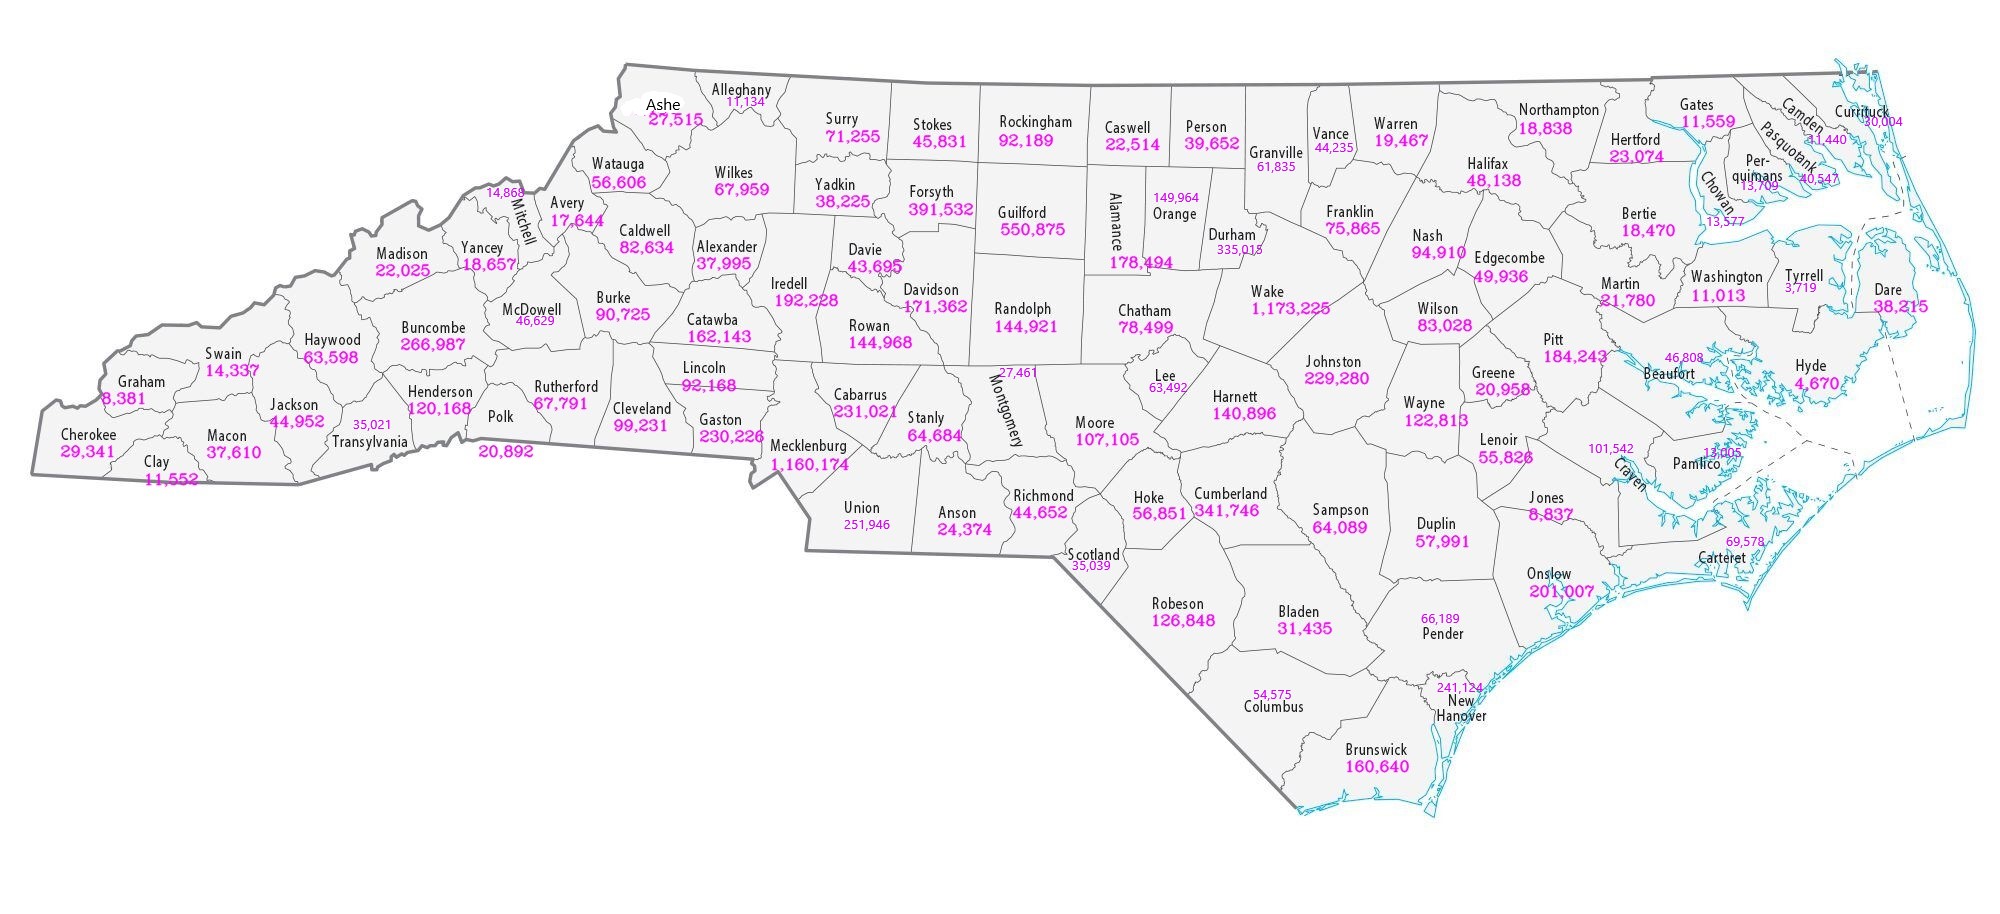 Alleghany
11,134
Ashe
27,515
Surry
71,255
Stokes
45,831
Rockingham
92,189
Caswell
22,514
Person
39,652
Granville
61,835
Vance
44,235
Warren
19,467
Northampton
18,838
Gates
11,559
Camden
11,440
Currituck
30,004
Hertford
23,074
Pasquotank
40,547
Per-
quimans
13,709
Chowan
13,577
Halifax
48,138
Watauga
56,606
Wilkes
67,959
Yadkin
38,225
Forsyth
391,532
Guilford
550,875
Alamance
178,494
149,964
Orange
Durham
335,015
Franklin
75,865
Nash
94,910
Edgecombe
49,936
Bertie
18,470
Martin
21,780
Washington
11,013
Tyrrell
3,719
Dare
38,215
14,868
Mitchell
Avery
17,644
Caldwell
82,634
Alexander
37,995
Davie
43,695
Iredell
192,228
Davidson
171,362
Randolph
144,921
Chatham
78,499
Wake
1,173,225
Wilson
83,028
Madison
22,025
Yancey
18,657
McDowell
46,629
Burke
90,725
Catawba
162,143
Rowan
144,968
Buncombe
266,987
Haywood
63,598
Swain
14,337
Graham
8,381
Cherokee
29,341
Clay
11,552
Macon
37,610
Jackson
44,952
35,021
Transylvania
Henderson
120,168
Polk
20,892
Rutherford
67,791
Cleveland
99,231
Lincoln
92,168
Gaston
230,226
Mecklenburg
1,160,174
Cabarrus
231,021
Stanly
64,684
27,461
Montgomery
Moore
107,105
Lee
63,492
Harnett
140,896
Johnston
229,280
Wayne
122,813
Greene
20,958
Pitt
184,243
46,808
Beaufort
Hyde
4,670
Lenoir
55,826
101,542
Craven
13,005
Pamlico
Jones
8,837
69,578
Carteret
Union
251,946
Anson
24,374
Richmond
44,652
Scotland
35,039
Hoke
56,851
Cumberland
341,746
Sampson
64,089
Duplin
57,991
Onslow
201,007
Robeson
126,848
Bladen
31,435
66,189
Pender
54,575
Columbus
241,124
New
Hanover
Brunswick
160,640